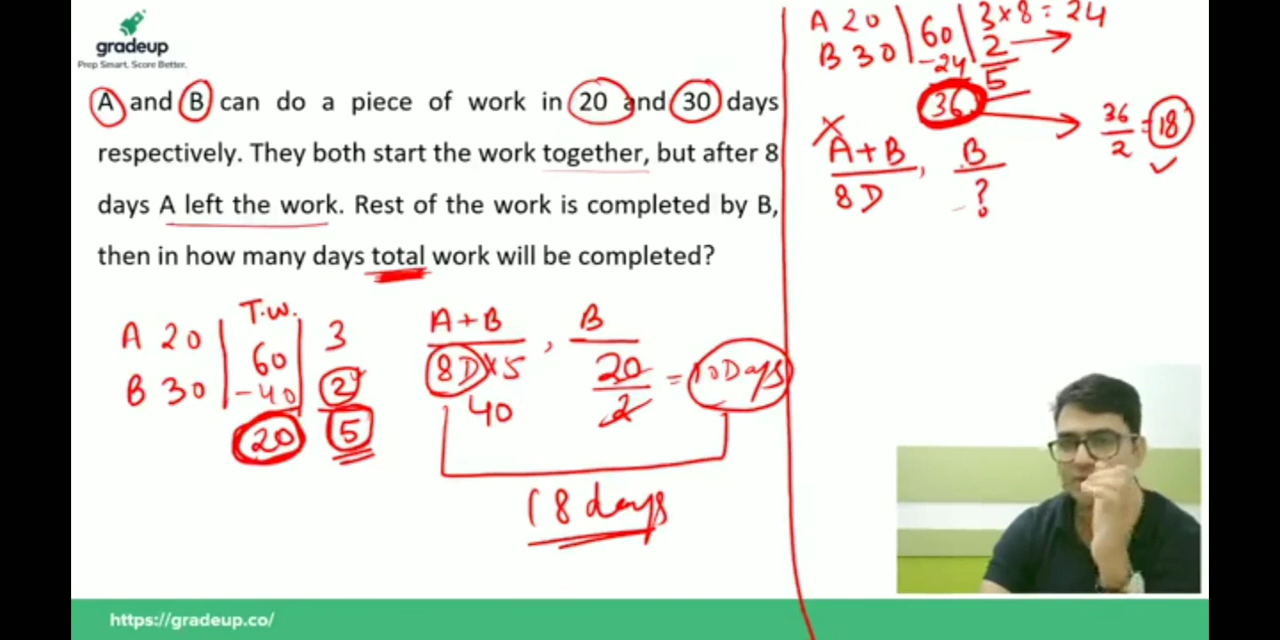 gradeup
Prep Smart. Score Better.
A and B can do a piece of work in 20 and 30 days
respectively. They both start the work together, but after 8
days A left the work. Rest of the work is completed by B,
then in how many days total work will be completed?
T.W.
A 20 | 60 | 3
B 30 | -40 | 2
20 5
A+B , B
8D×5 20/2 = 10 Days
40
18 days
A 20 | 60 | 3×8 = 24
B 30 | -24 | 2
36 5
36/2 = 18
A+B , B
8D ?
https://gradeup.co/